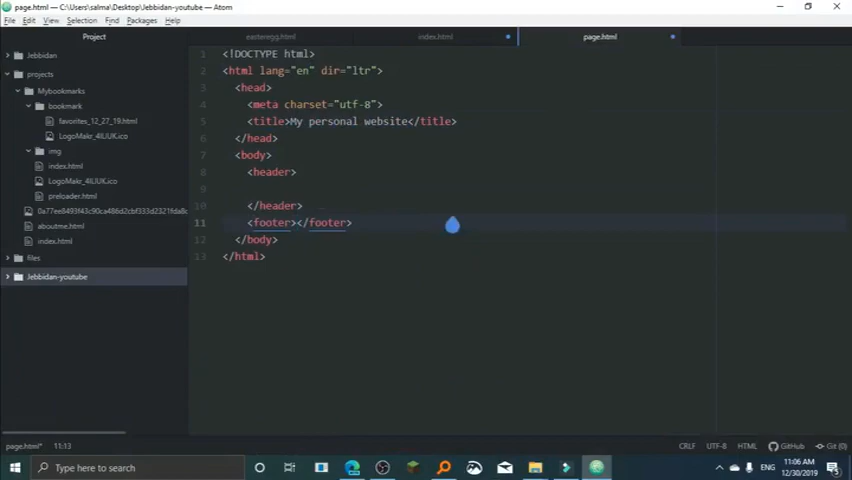 page.html — C:\Users\salma\Desktop\Jebbidan-youtube — Atom
File Edit View Selection Find Packages Help
Project
easteregg.html
index.html
page.html
Jebbidan
projects
Mybookmarks
bookmark
favorites_12_27_19.html
LogoMakr_4ILIUK.ico
img
index.html
LogoMakr_4ILIUK.ico
preloader.html
0a77ee8493f43c90ca486d2cbf333d2321fda8c
aboutme.html
index.html
files
Jebbidan-youtube
1 <!DOCTYPE html>
2 <html lang="en" dir="ltr">
3 <head>
4 <meta charset="utf-8">
5 <title>My personal website</title>
6 </head>
7 <body>
8 <header>
9
10 </header>
11 <footer></footer>
12 </body>
13 </html>
page.html* 11:13
CRLF UTF-8 HTML GitHub Git (0)
Type here to search
ENG
11:06 AM
12/30/2019